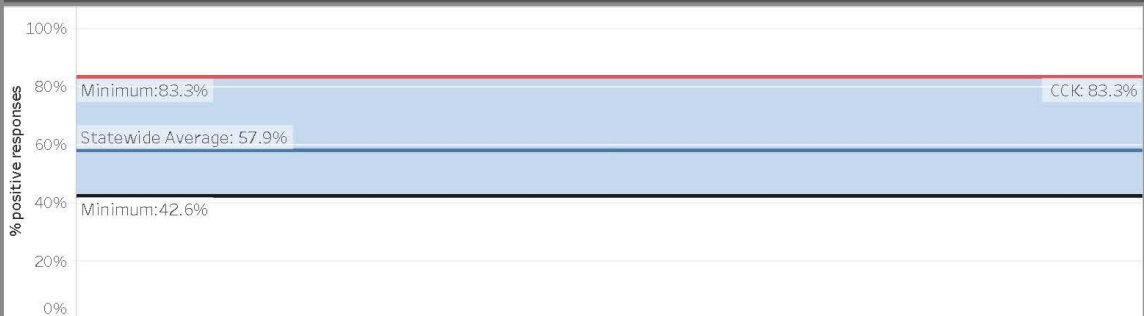 % positive responses
100%
80%
60%
40%
20%
0%
Minimum:83.3%
CCK: 83.3%
Statewide Average: 57.9%
Minimum:42.6%